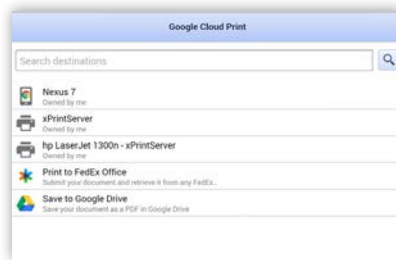 Google Cloud Print
Search destinations
Nexus 7
Owned by me
xPrintServer
Owned by me
hp LaserJet 1300n - xPrintServer
Owned by me
Print to FedEx Office
Submit your document and retrieve it from any FedEx..
Save to Google Drive
Save your document as a PDF in Google Drive